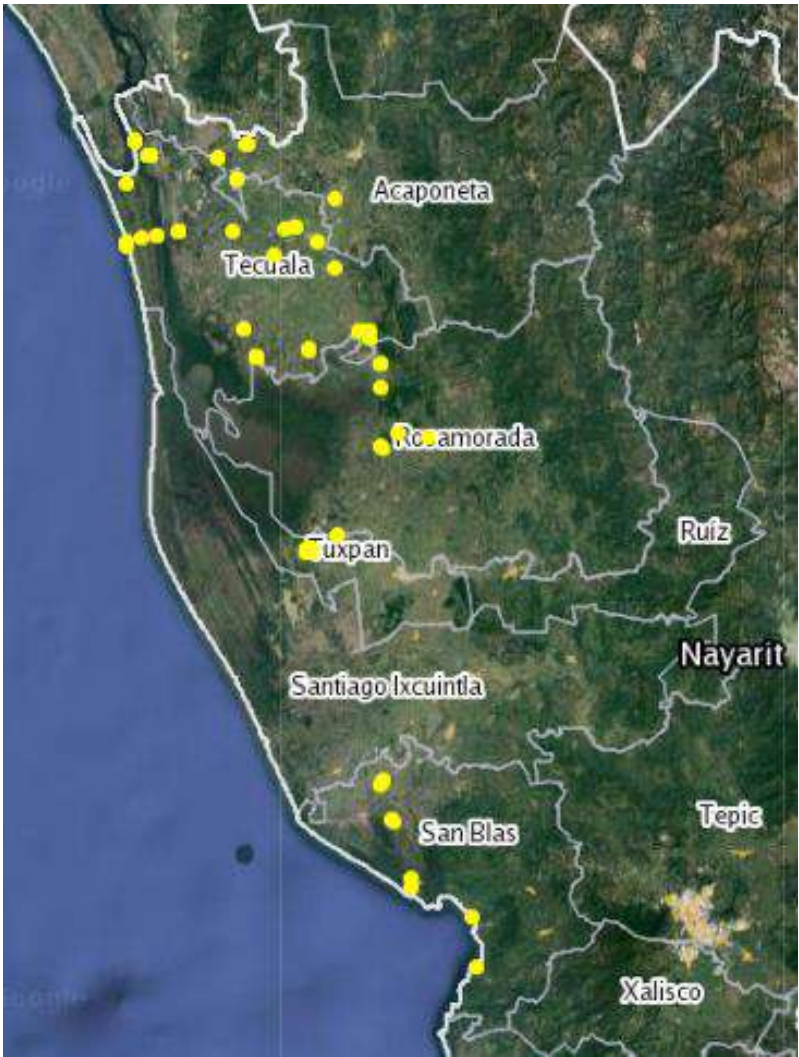 Acaponeta
Tecuala
Rosamorada
Ruíz
Tuxpan
Nayarit
Santiago Ixcuintla
Tepic
San Blas
Xalisco